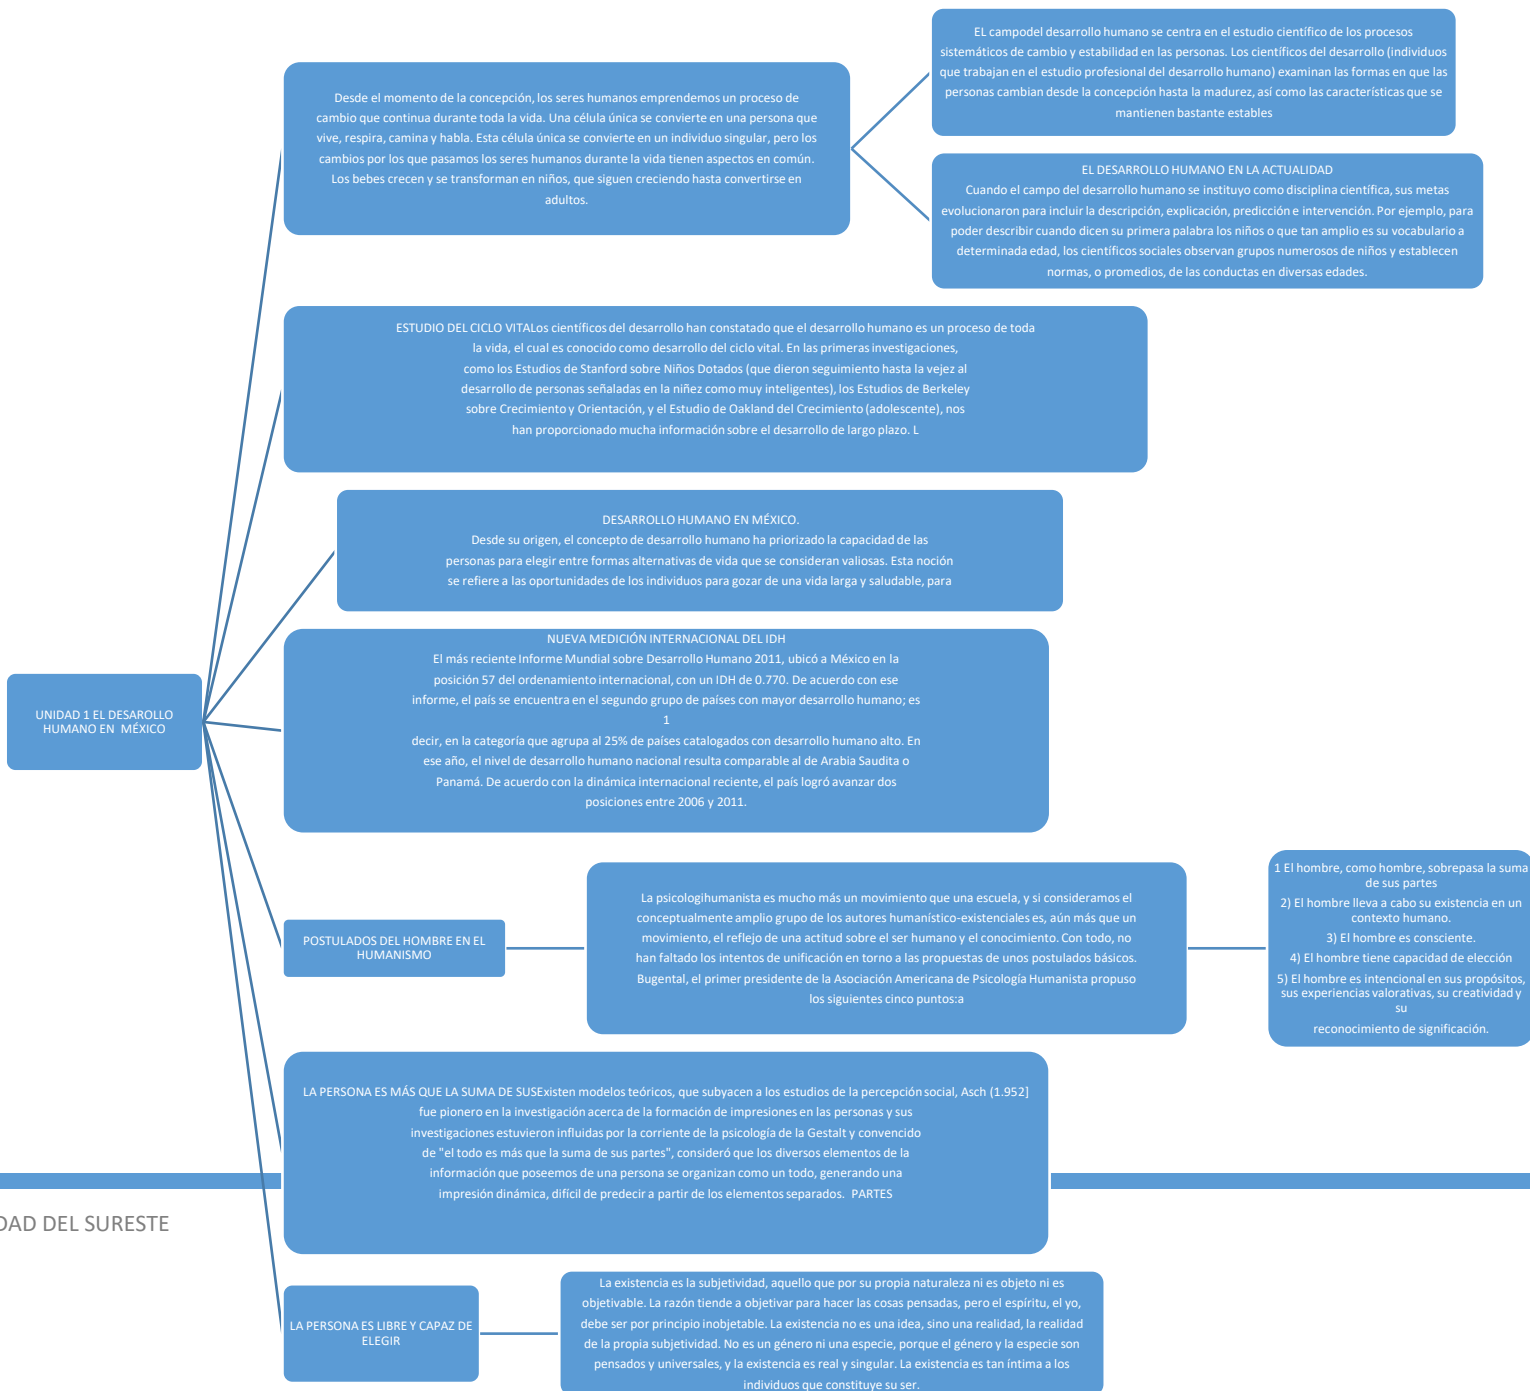 UNIDAD 1 EL DESAROLLO
HUMANO EN MÉXICO
Desde el momento de la concepción, los seres humanos emprendemos un proceso de
cambio que continua durante toda la vida. Una célula única se convierte en una persona que
vive, respira, camina y habla. Esta célula única se convierte en un individuo singular, pero los
cambios por los que pasamos los seres humanos durante la vida tienen aspectos en común.
Los bebes crecen y se transforman en niños, que siguen creciendo hasta convertirse en
adultos.
EL campodel desarrollo humano se centra en el estudio científico de los procesos
sistemáticos de cambio y estabilidad en las personas. Los científicos del desarrollo (individuos
que trabajan en el estudio profesional del desarrollo humano) examinan las formas en que las
personas cambian desde la concepción hasta la madurez, así como las características que se
mantienen bastante estables
EL DESARROLLO HUMANO EN LA ACTUALIDAD
Cuando el campo del desarrollo humano se instituyo como disciplina científica, sus metas
evolucionaron para incluir la descripción, explicación, predicción e intervención. Por ejemplo, para
poder describir cuando dicen su primera palabra los niños o que tan amplio es su vocabulario a
determinada edad, los científicos sociales observan grupos numerosos de niños y establecen
normas, o promedios, de las conductas en diversas edades.
ESTUDIO DEL CICLO VITALos científicos del desarrollo han constatado que el desarrollo humano es un proceso de toda
la vida, el cual es conocido como desarrollo del ciclo vital. En las primeras investigaciones,
como los Estudios de Stanford sobre Niños Dotados (que dieron seguimiento hasta la vejez al
desarrollo de personas señaladas en la niñez como muy inteligentes), los Estudios de Berkeley
sobre Crecimiento y Orientación, y el Estudio de Oakland del Crecimiento (adolescente), nos
han proporcionado mucha información sobre el desarrollo de largo plazo. L
DESARROLLO HUMANO EN MÉXICO.
Desde su origen, el concepto de desarrollo humano ha priorizado la capacidad de las
personas para elegir entre formas alternativas de vida que se consideran valiosas. Esta noción
se refiere a las oportunidades de los individuos para gozar de una vida larga y saludable, para
NUEVA MEDICIÓN INTERNACIONAL DEL IDH
El más reciente Informe Mundial sobre Desarrollo Humano 2011, ubicó a México en la
posición 57 del ordenamiento internacional, con un IDH de 0.770. De acuerdo con ese
informe, el país se encuentra en el segundo grupo de países con mayor desarrollo humano; es
1
decir, en la categoría que agrupa al 25% de países catalogados con desarrollo humano alto. En
ese año, el nivel de desarrollo humano nacional resulta comparable al de Arabia Saudita o
Panamá. De acuerdo con la dinámica internacional reciente, el país logró avanzar dos
posiciones entre 2006 y 2011.
POSTULADOS DEL HOMBRE EN EL
HUMANISMO
La psicologihumanista es mucho más un movimiento que una escuela, y si consideramos el
conceptualmente amplio grupo de los autores humanístico-existenciales es, aún más que un
movimiento, el reflejo de una actitud sobre el ser humano y el conocimiento. Con todo, no
han faltado los intentos de unificación en torno a las propuestas de unos postulados básicos.
Bugental, el primer presidente de la Asociación Americana de Psicología Humanista propuso
los siguientes cinco puntos:a
1 El hombre, como hombre, sobrepasa la suma
de sus partes
2) El hombre lleva a cabo su existencia en un
contexto humano.
3) El hombre es consciente.
4) El hombre tiene capacidad de elección
5) El hombre es intencional en sus propósitos,
sus experiencias valorativas, su creatividad y
su
reconocimiento de significación.
LA PERSONA ES MÁS QUE LA SUMA DE SUSExisten modelos teóricos, que subyacen a los estudios de la percepción social, Asch (1.952]
fue pionero en la investigación acerca de la formación de impresiones en las personas y sus
investigaciones estuvieron influidas por la corriente de la psicología de la Gestalt y convencido
de "el todo es más que la suma de sus partes", consideró que los diversos elementos de la
información que poseemos de una persona se organizan como un todo, generando una
impresión dinámica, difícil de predecir a partir de los elementos separados. PARTES
DAD DEL SURESTE
LA PERSONA ES LIBRE Y CAPAZ DE
ELEGIR
La existencia es la subjetividad, aquello que por su propia naturaleza ni es objeto ni es
objetivable. La razón tiende a objetivar para hacer las cosas pensadas, pero el espíritu, el yo,
debe ser por principio inobjetable. La existencia no es una idea, sino una realidad, la realidad
de la propia subjetividad. No es un género ni una especie, porque el género y la especie son
pensados y universales, y la existencia es real y singular. La existencia es tan íntima a los
individuos que constituye su ser.